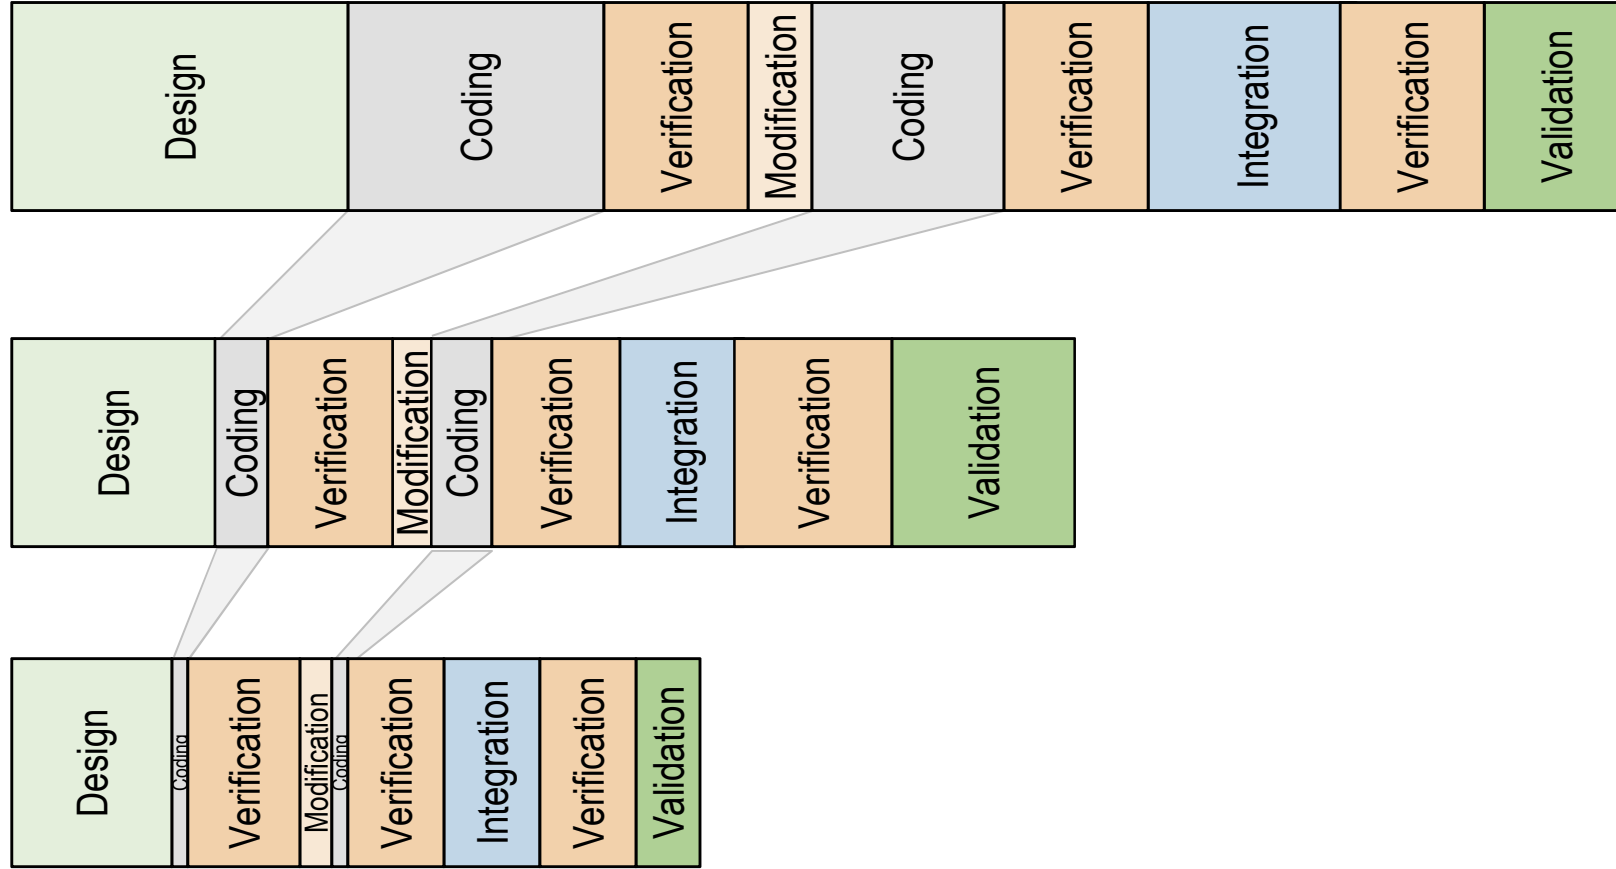 Design
Coding
Verification
Modification
Coding
Verification
Integration
Verification
Validation
Design
Coding
Verification
Modification
Coding
Verification
Integration
Verification
Validation
Design
Coding
Verification
Modification
Coding
Verification
Integration
Verification
Validation